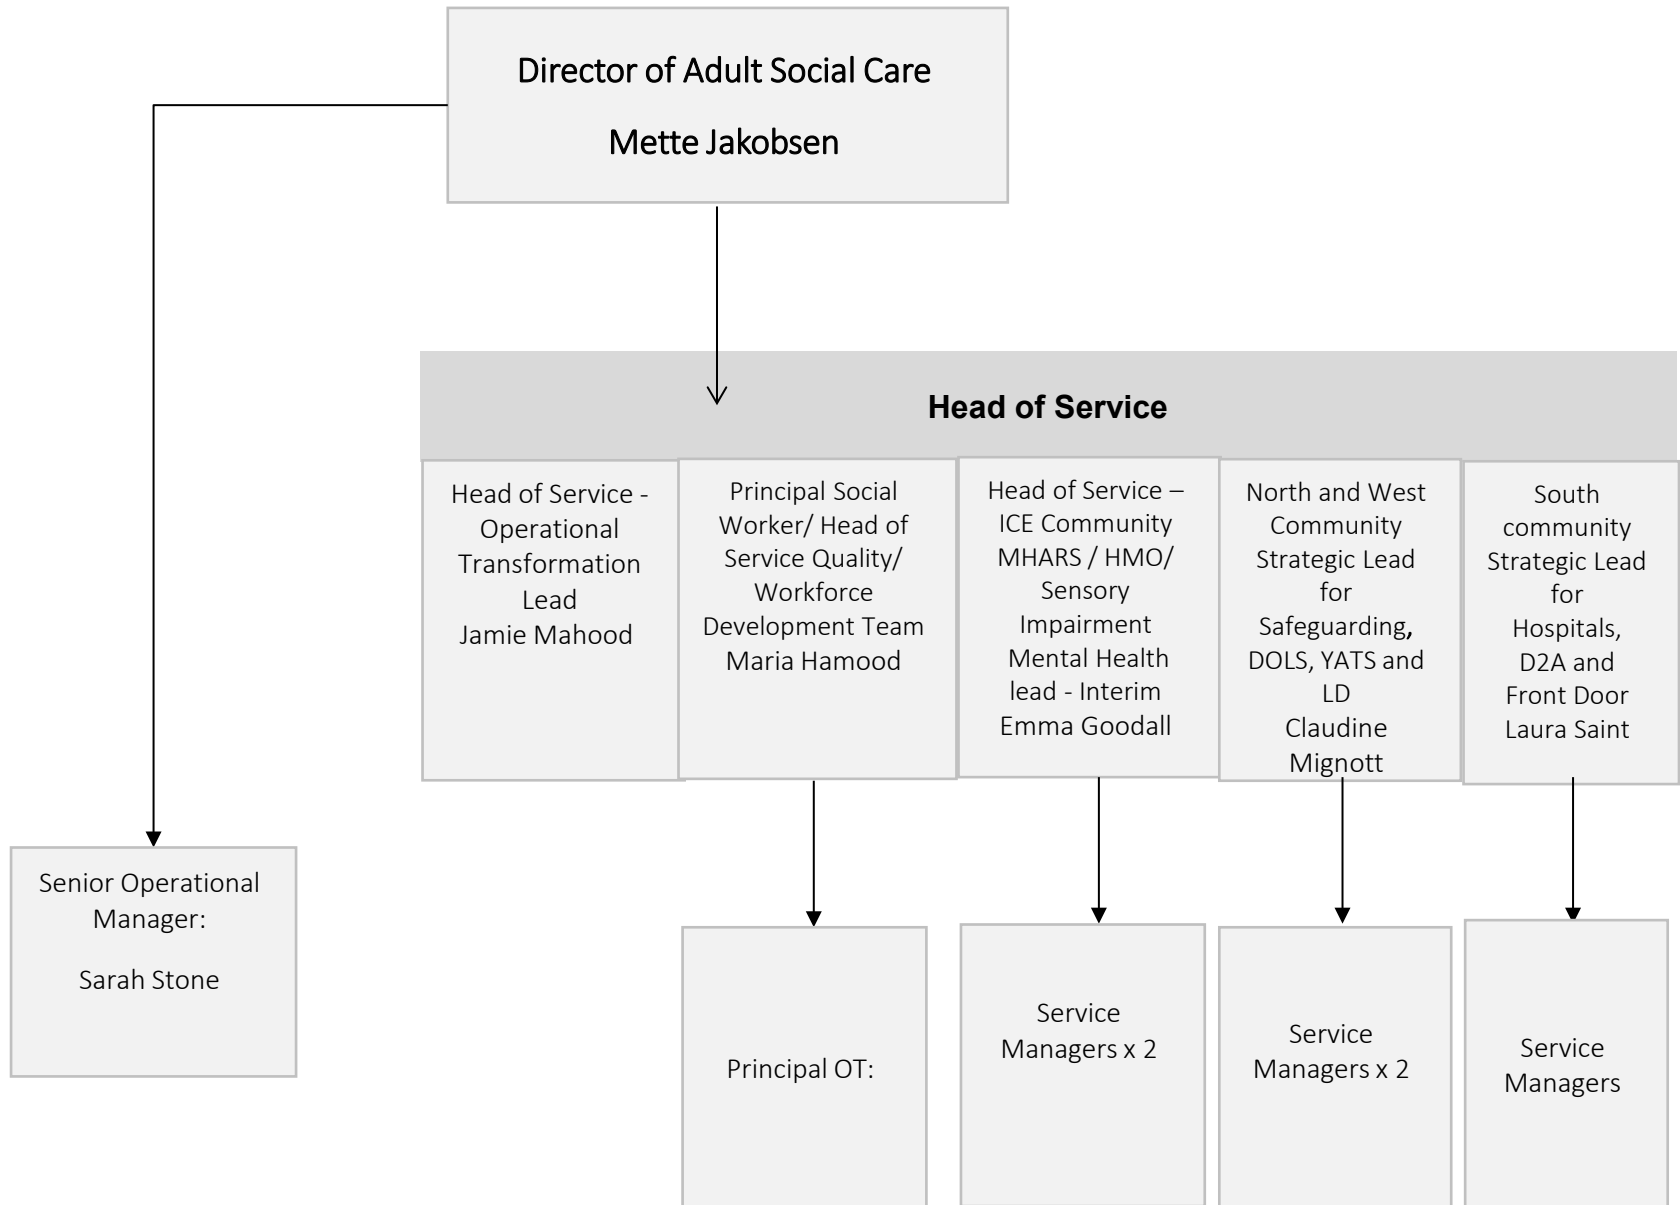 Director of Adult Social Care
Mette Jakobsen
Head of Service
Head of Service -
Operational
Transformation
Lead
Jamie Mahood
Principal Social
Worker/ Head of
Service Quality/
Workforce
Development Team
Maria Hamood
Head of Service –
ICE Community
MHARS / HMO/
Sensory
Impairment
Mental Health
lead - Interim
Emma Goodall
North and West
Community
Strategic Lead
for
Safeguarding,
DOLS, YATS and
LD
Claudine
Mignott
South
community
Strategic Lead
for
Hospitals,
D2A and
Front Door
Laura Saint
Senior Operational
Manager:
Sarah Stone
Principal OT:
Service
Managers x 2
Service
Managers x 2
Service
Managers